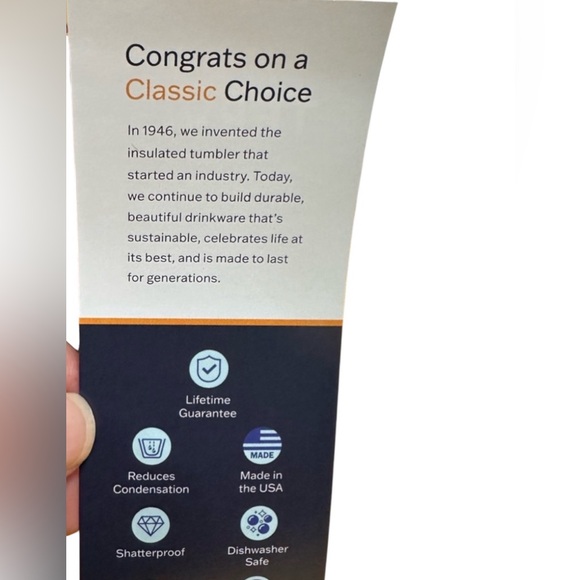 Congrats on a
Classic Choice
In 1946, we invented the
insulated tumbler that
started an industry. Today,
we continue to build durable,
beautiful drinkware that's
sustainable, celebrates life at
its best, and is made to last
for generations.
Lifetime
Guarantee
Reduces
Condensation
MADE
Made in
the USA
Shatterproof
Dishwasher
Safe